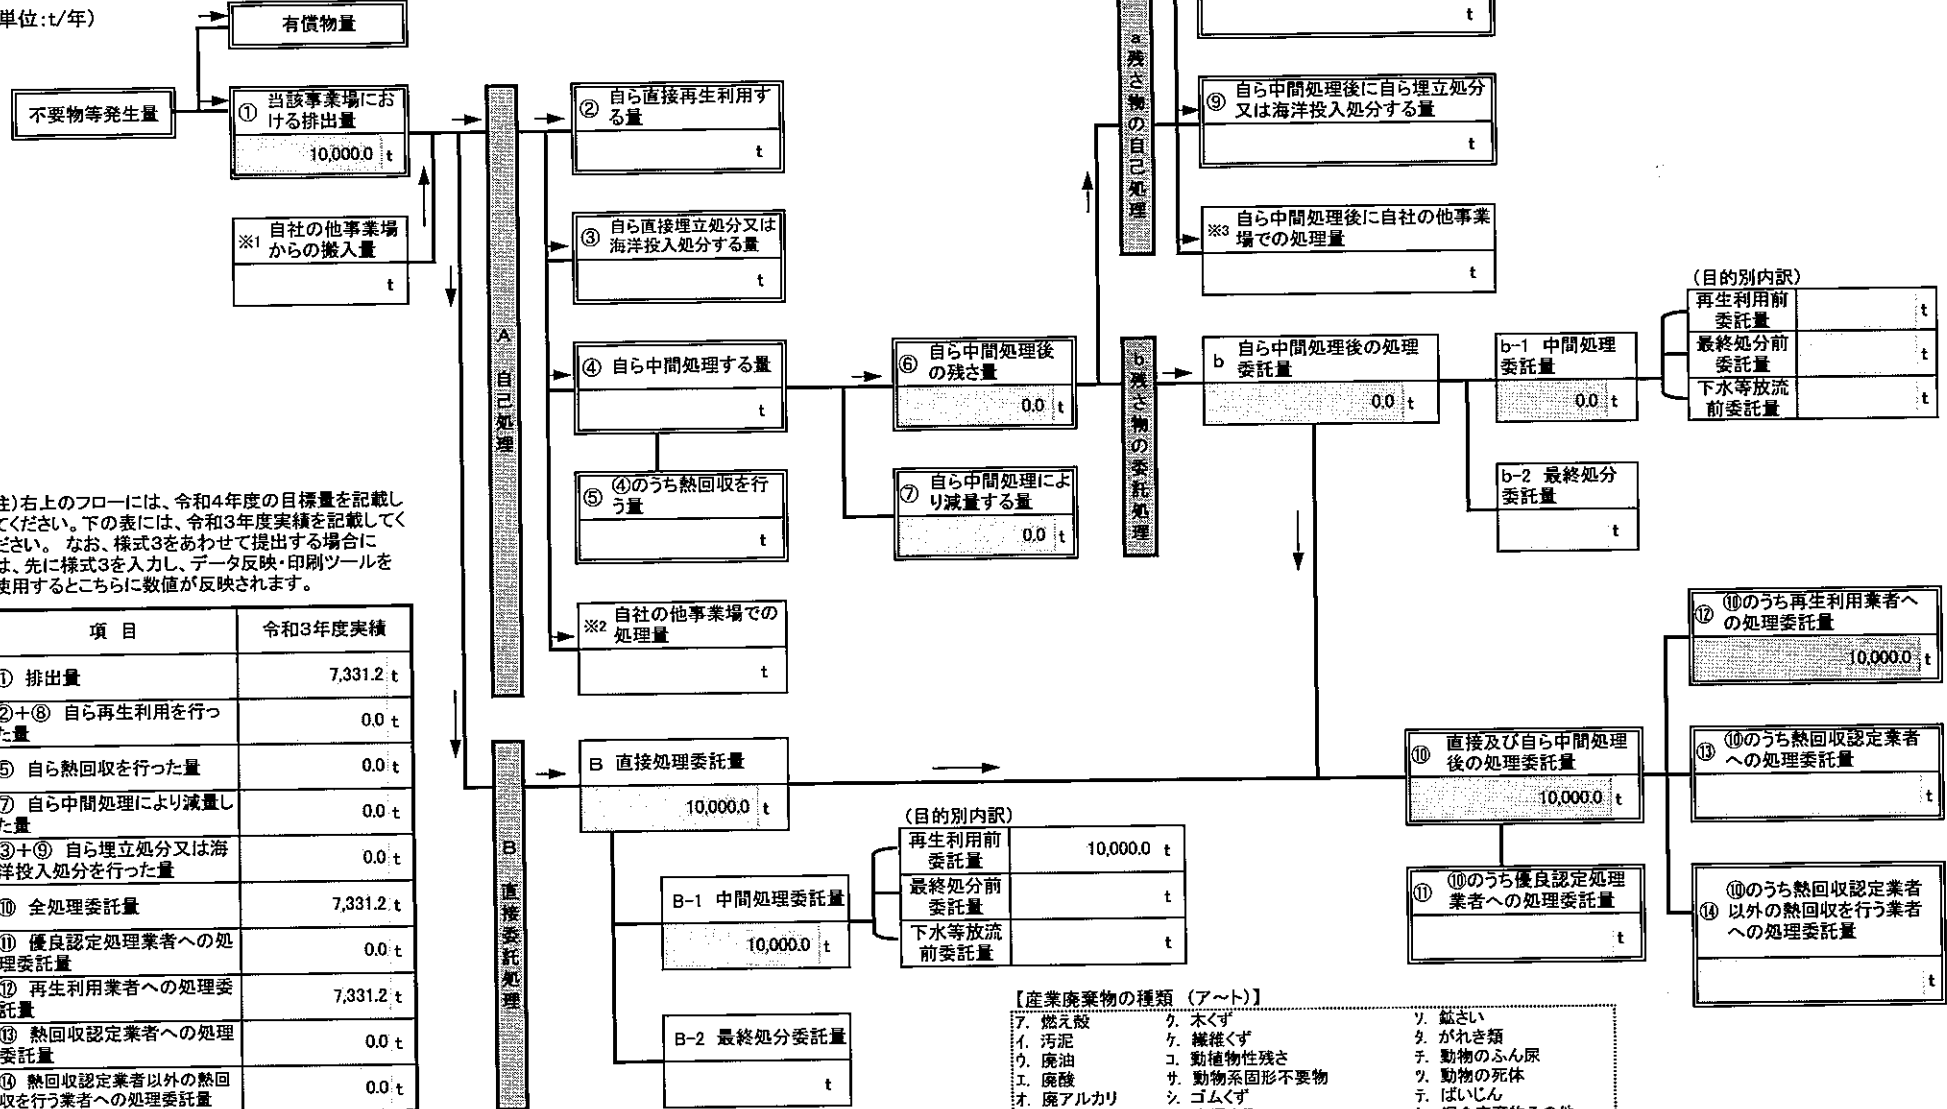 単位:t/年)
有償物量
不要物等発生量
① 当該事業場にお
ける排出量
10,000.0 t
※1 自社の他事業場
からの搬入量
t
A 自己処理
② 自ら直接再生利用す
る量
t
③ 自ら直接埋立処分又は
海洋投入処分する量
t
④ 自ら中間処理する量
t
⑤ ④のうち熱回収を行
う量
t
※2 自社の他事業場での
処理量
t
⑥ 自ら中間処理後
の残さ量
0.0 t
⑦ 自ら中間処理によ
り減量する量
0.0 t
a 残さ物の自己処理
t
⑨ 自ら中間処理後に自ら埋立処分
又は海洋投入処分する量
t
※3 自ら中間処理後に自社の他事業
場での処理量
t
b 残さ物の委託処理
b 自ら中間処理後の処理
委託量
0.0 t
b-1 中間処理
委託量
0.0 t
(目的別内訳)
再生利用前
委託量 t
最終処分前
委託量 t
下水等放流
前委託量 t
b-2 最終処分
委託量
t
注)右上のフローには、令和4年度の目標量を記載し
てください。下の表には、令和3年度実績を記載してく
ださい。 なお、様式3をあわせて提出する場合に
は、先に様式3を入力し、データ反映・印刷ツールを
使用するとこちらに数値が反映されます。
項 目 令和3年度実績
① 排出量 7,331.2 t
②+⑧ 自ら再生利用を行っ
た量 0.0 t
⑤ 自ら熱回収を行った量 0.0 t
⑦ 自ら中間処理により減量し
た量 0.0 t
③+⑨ 自ら埋立処分又は海
洋投入処分を行った量 0.0 t
⑩ 全処理委託量 7,331.2 t
⑪ 優良認定処理業者への処
理委託量 0.0 t
⑫ 再生利用業者への処理委
託量 7,331.2 t
⑬ 熱回収認定業者への処理
委託量 0.0 t
⑭ 熱回収認定業者以外の熱回
収を行う業者への処理委託量 0.0 t
B 直接委託処理
B 直接処理委託量
10,000.0 t
B-1 中間処理委託量
10,000.0 t
B-2 最終処分委託量
t
(目的別内訳)
再生利用前
委託量 10,000.0 t
最終処分前
委託量 t
下水等放流
前委託量 t
⑩ 直接及び自ら中間処理
後の処理委託量
10,000.0 t
⑪ ⑩のうち優良認定処理
業者への処理委託量
t
⑫ ⑩のうち再生利用業者へ
の処理委託量
10,000.0 t
⑬ ⑩のうち熱回収認定業者
への処理委託量
t
⑭ ⑩のうち熱回収認定業者
以外の熱回収を行う業者
への処理委託量
t
【産業廃棄物の種類 (ア~ト)】
ア. 燃え殻 ク. 木くず ソ. 鉱さい
イ. 汚泥 ケ. 繊維くず タ. がれき類
ウ. 廃油 コ. 動植物性残さ チ. 動物のふん尿
エ. 廃酸 サ. 動物系固形不要物 ツ. 動物の死体
オ. 廃アルカリ シ. ゴムくず テ. ばいじん